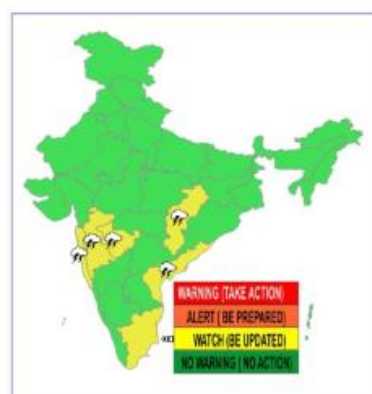 WARNING (TAKE ACTION)
ALERT ( BE PREPARED)
WATCH (BE UPDATED)
NO WARNING ( NO ACTION)